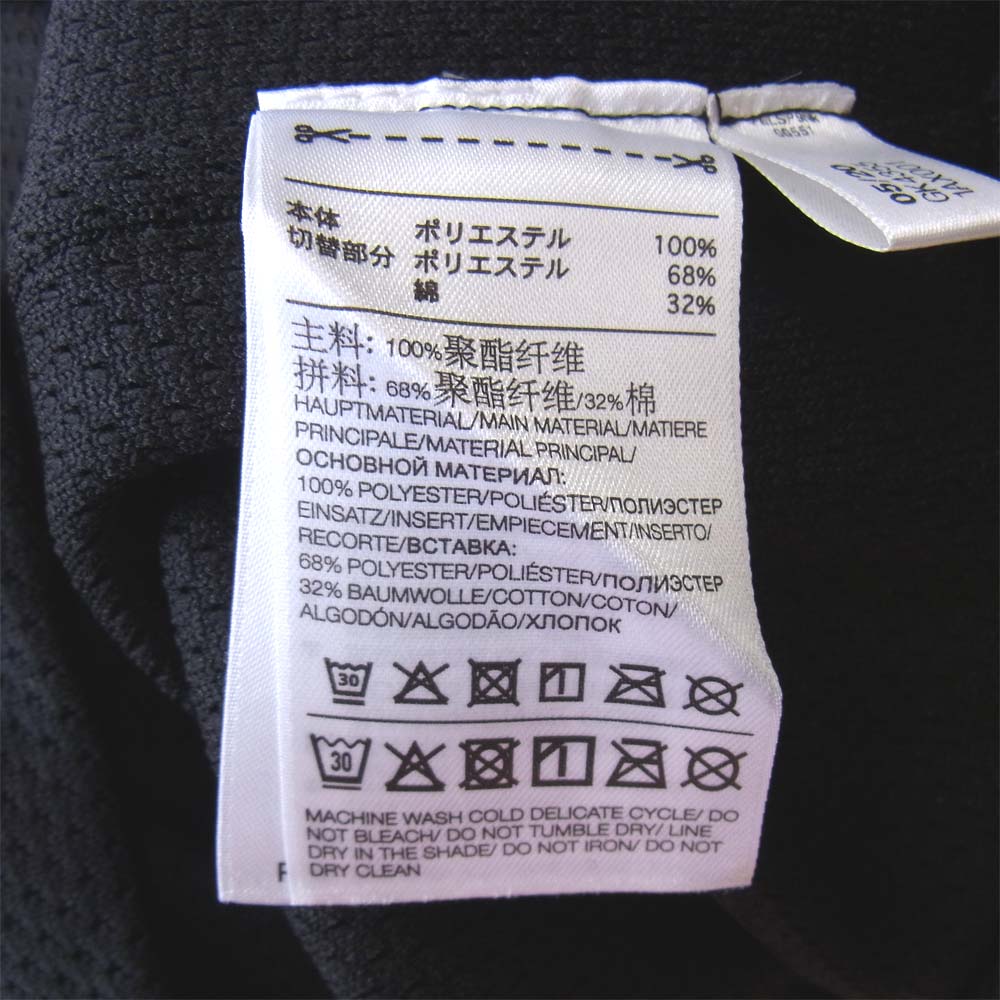 本体 ポリエステル 100%
切替部分 ポリエステル 68%
綿 32%
主料: 100%聚酯纤维
拼料: 68%聚酯纤维/32%棉
HAUPTMATERIAL/MAIN MATERIAL/MATIERE
PRINCIPALE/MATERIAL PRINCIPAL/
ОСНОВНОЙ МАТЕРИАЛ:
100% POLYESTER/POLIÉSTER/ПОЛИЭСТЕР
EINSATZ/INSERT/EMPIECEMENT/INSERTO/
RECORTE/ВСТАВКА:
68% POLYESTER/POLIÉSTER/ПОЛИЭСТЕР
32% BAUMWOLLE/COTTON/COTON/
ALGODÓN/ALGODÃO/ХЛОПОК
30
30
MACHINE WASH COLD DELICATE CYCLE/ DO
NOT BLEACH/ DO NOT TUMBLE DRY/ LINE
DRY IN THE SHADE/ DO NOT IRON/ DO NOT
DRY CLEAN
05/20